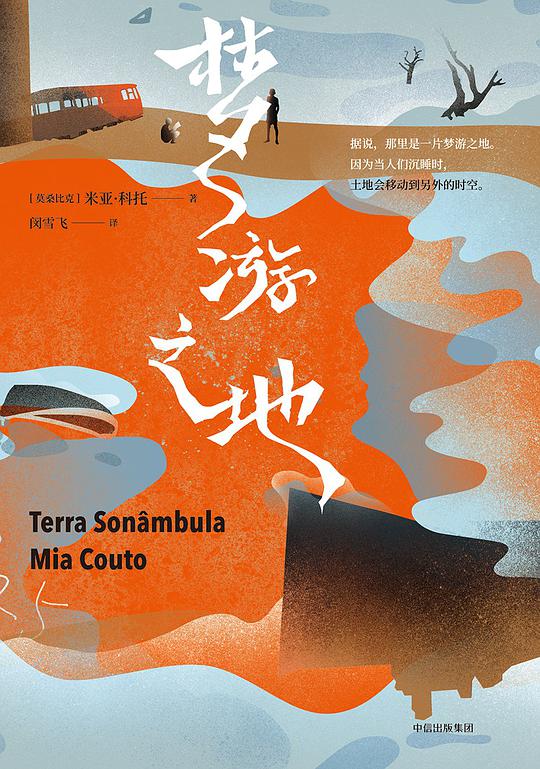 梦游之地
据说，那里是一片梦游之地。
因为当人们沉睡时，
土地会移动到另外的时空。
[莫桑比克] 米亚·科托 —— 著
闵雪飞 —— 译
Terra Sonâmbula
Mia Couto
中信出版集团